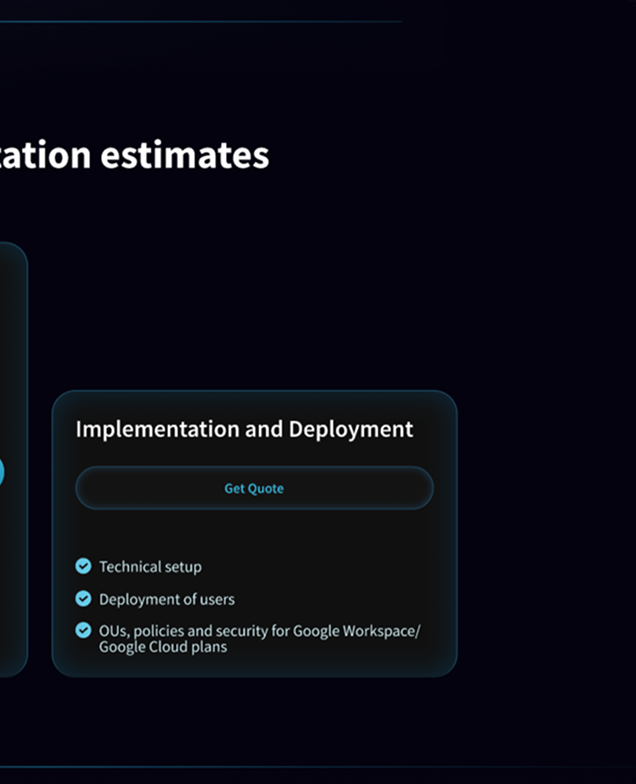 estimates
Implementation and Deployment
Get Quote
Technical setup
Deployment of users
OUs, policies and security for Google Workspace/
Google Cloud plans